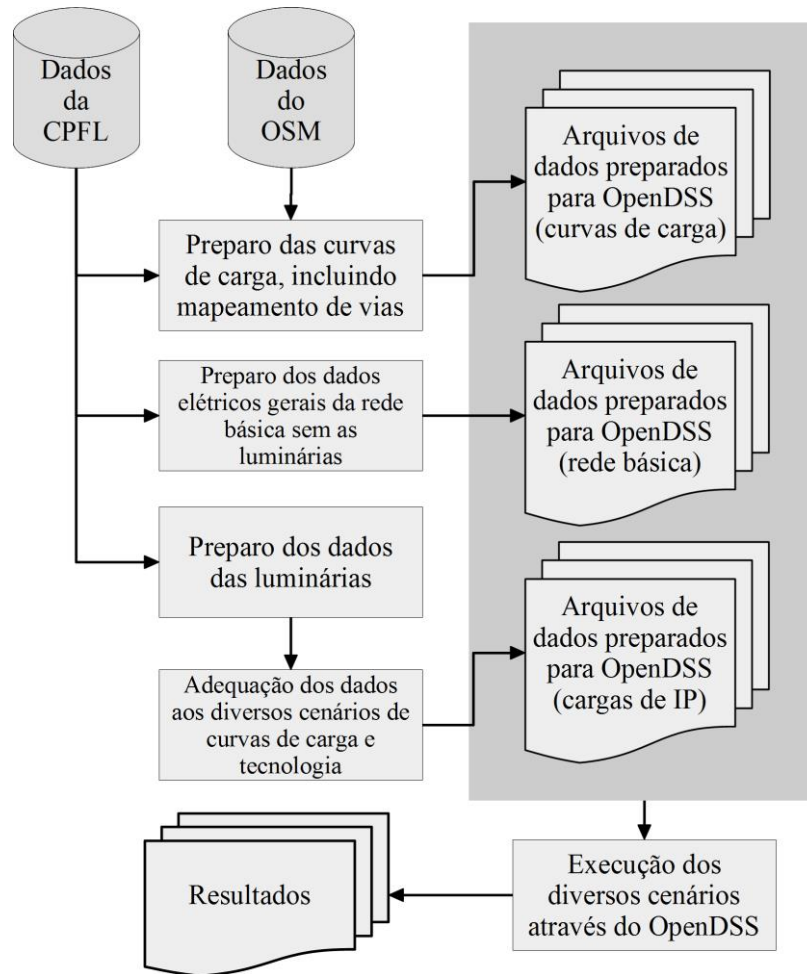 Dados
da
CPFL
Dados
do
OSM
Preparo das curvas
de carga, incluindo
mapeamento de vias
Arquivos de
dados preparados
para OpenDSS
(curvas de carga)
Preparo dos dados
elétricos gerais da rede
básica sem as
luminárias
Arquivos de
dados preparados
para OpenDSS
(rede básica)
Preparo dos dados
das luminárias
Adequação dos dados
aos diversos cenários de
curvas de carga e
tecnologia
Arquivos de
dados preparados
para OpenDSS
(cargas de IP)
Execução dos
diversos cenários
através do OpenDSS
Resultados